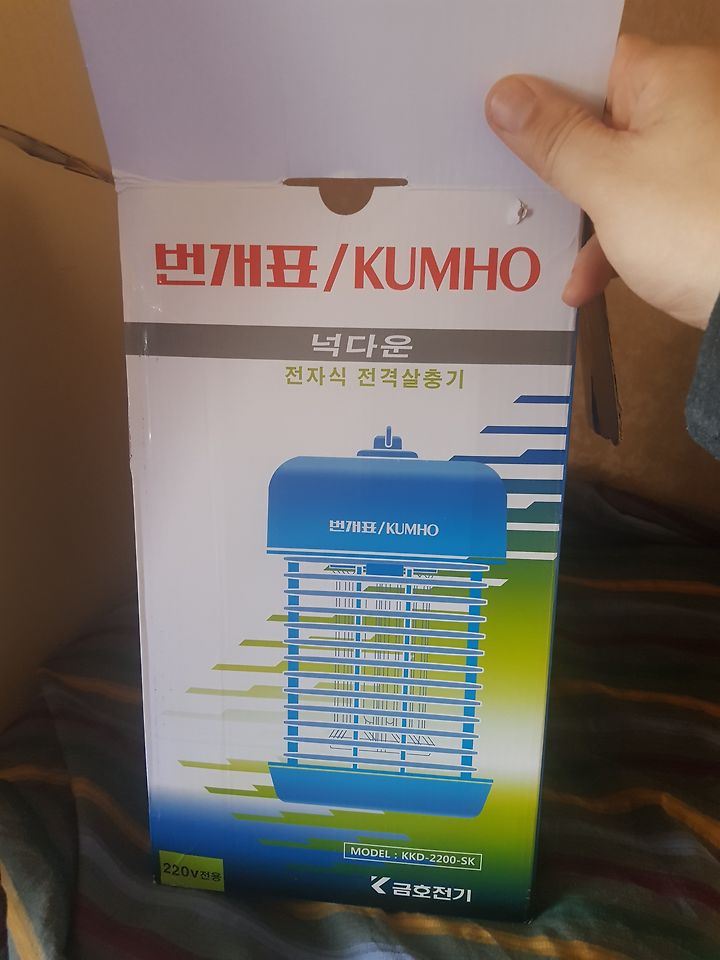 번개표/KUMHO
넉다운
전자식 전격살충기
번개표/KUMHO
MODEL : KKD-2200-SK
220V전용
금호전기